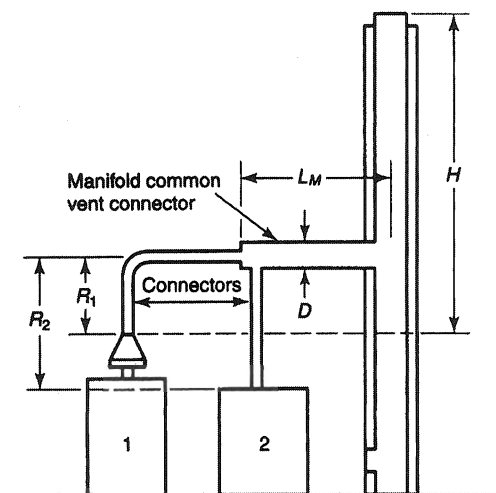 L_M
H
Manifold common
vent connector
Connectors
R_1
R_2
D
1
2